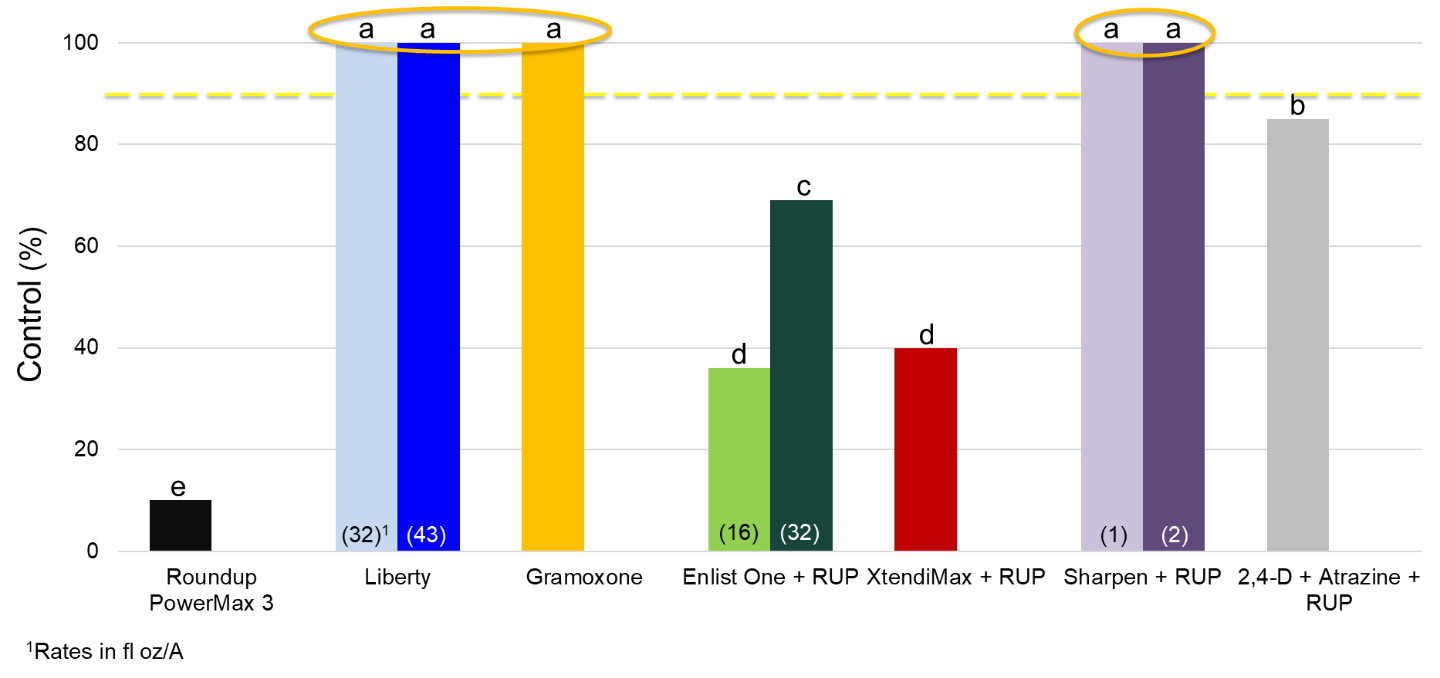 Control (%)
100
80
60
40
20
0
e
a
a
a
d
c
d
a
a
b
(32)¹
(43)
(16)
(32)
(1)
(2)
Roundup
PowerMax 3
Liberty
Gramoxone
Enlist One + RUP
XtendiMax + RUP
Sharpen + RUP
2,4-D + Atrazine +
RUP
¹Rates in fl oz/A